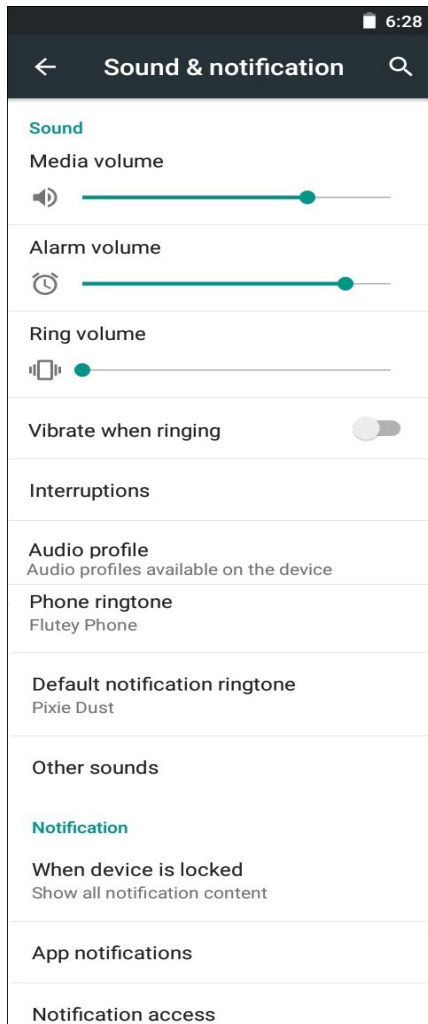 6:28
Sound & notification
Sound
Media volume
Alarm volume
Ring volume
Vibrate when ringing
Interruptions
Audio profile
Audio profiles available on the device
Phone ringtone
Flutey Phone
Default notification ringtone
Pixie Dust
Other sounds
Notification
When device is locked
Show all notification content
App notifications
Notification access